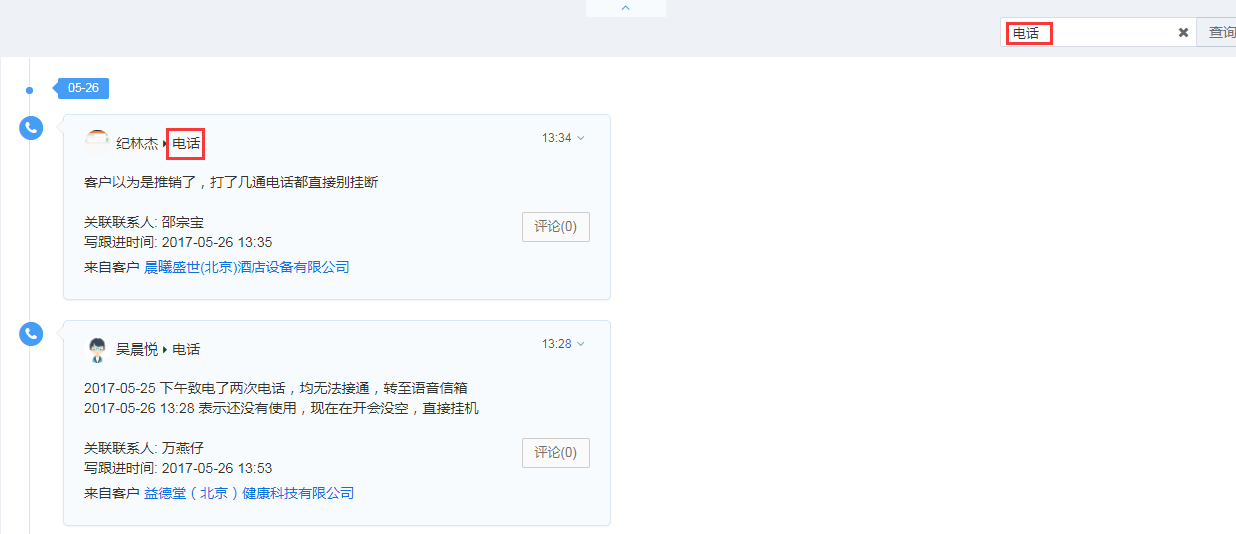 电话
查询
05-26
纪林杰 电话
13:34
客户以为是推销了，打了几通电话都直接别挂断
关联联系人: 邵宗宝
评论(0)
写跟进时间: 2017-05-26 13:35
来自客户 晨曦盛世(北京)酒店设备有限公司
吴晨悦 电话
13:28
2017-05-25 下午致电了两次电话，均无法接通，转至语音信箱
2017-05-26 13:28 表示还没有使用，现在在开会没空，直接挂机
关联联系人: 万燕仔
评论(0)
写跟进时间: 2017-05-26 13:53
来自客户 益德堂（北京）健康科技有限公司